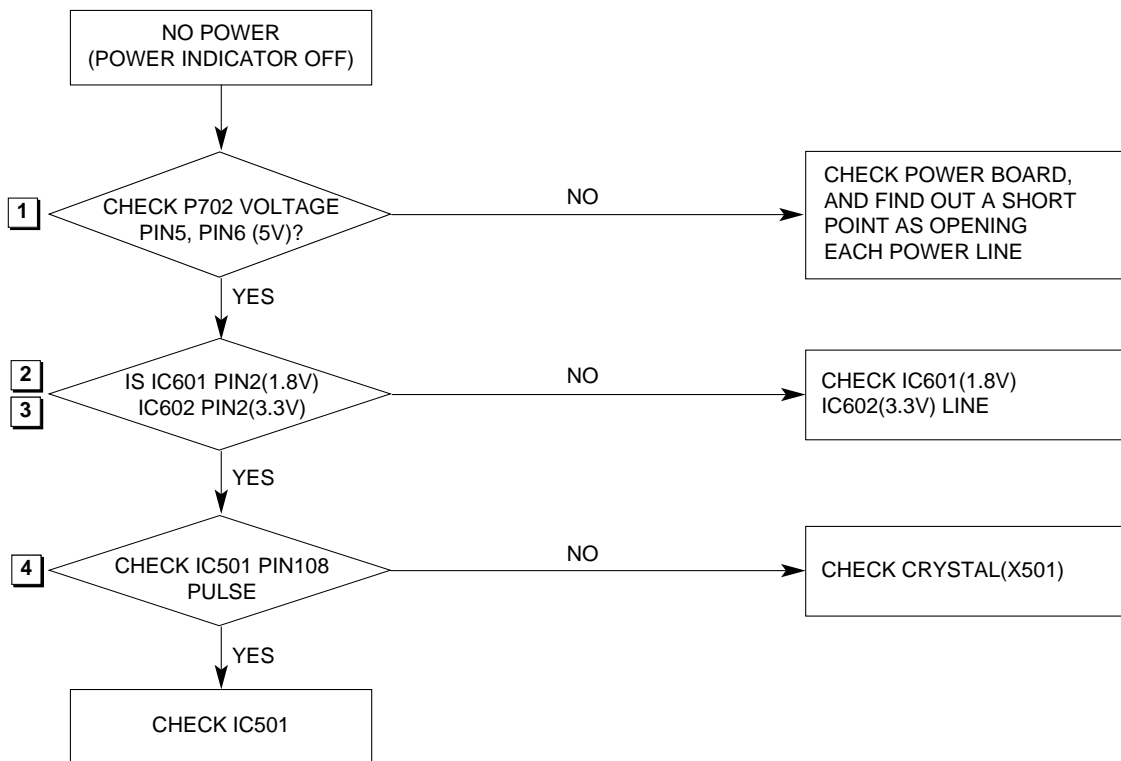 NO POWER
(POWER INDICATOR OFF)
1
CHECK P702 VOLTAGE
PIN5, PIN6 (5V)?
NO
CHECK POWER BOARD,
AND FIND OUT A SHORT
POINT AS OPENING
EACH POWER LINE
YES
2
3
IS IC601 PIN2(1.8V)
IC602 PIN2(3.3V)
NO
CHECK IC601(1.8V)
IC602(3.3V) LINE
YES
4
CHECK IC501 PIN108
PULSE
NO
CHECK CRYSTAL(X501)
YES
CHECK IC501